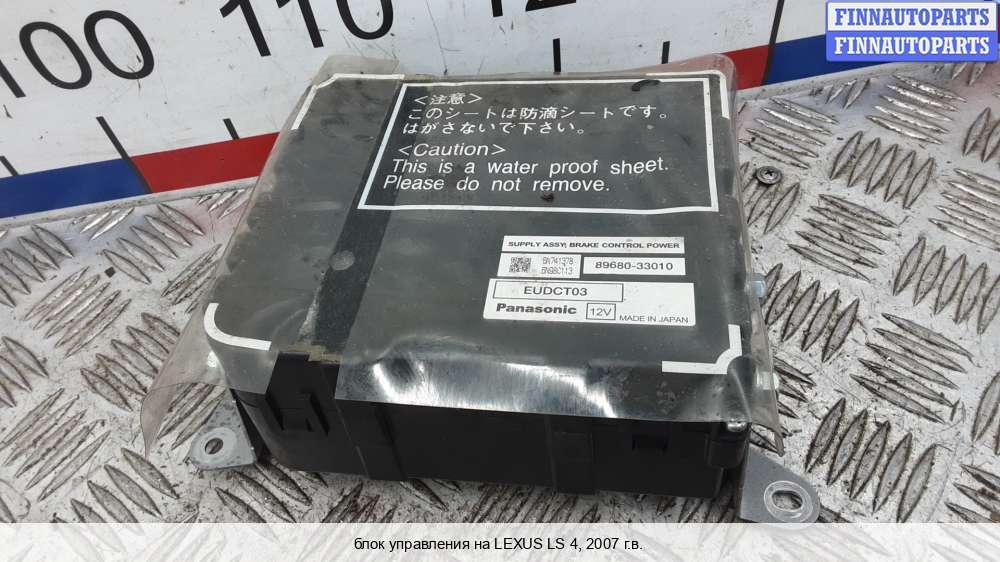 100 110 12
FINNAUTOPARTS
FINNAUTOPARTS
<注意>
このシートは防滴シートです。
はがさないで下さい。
<Caution>
This is a water proof sheet.
Please do not remove.
SUPPLY ASSY, BRAKE CONTROL POWER
89680-33010
EUDCT03
Panasonic 12V MADE IN JAPAN
блок управления на LEXUS LS 4, 2007 г.в.